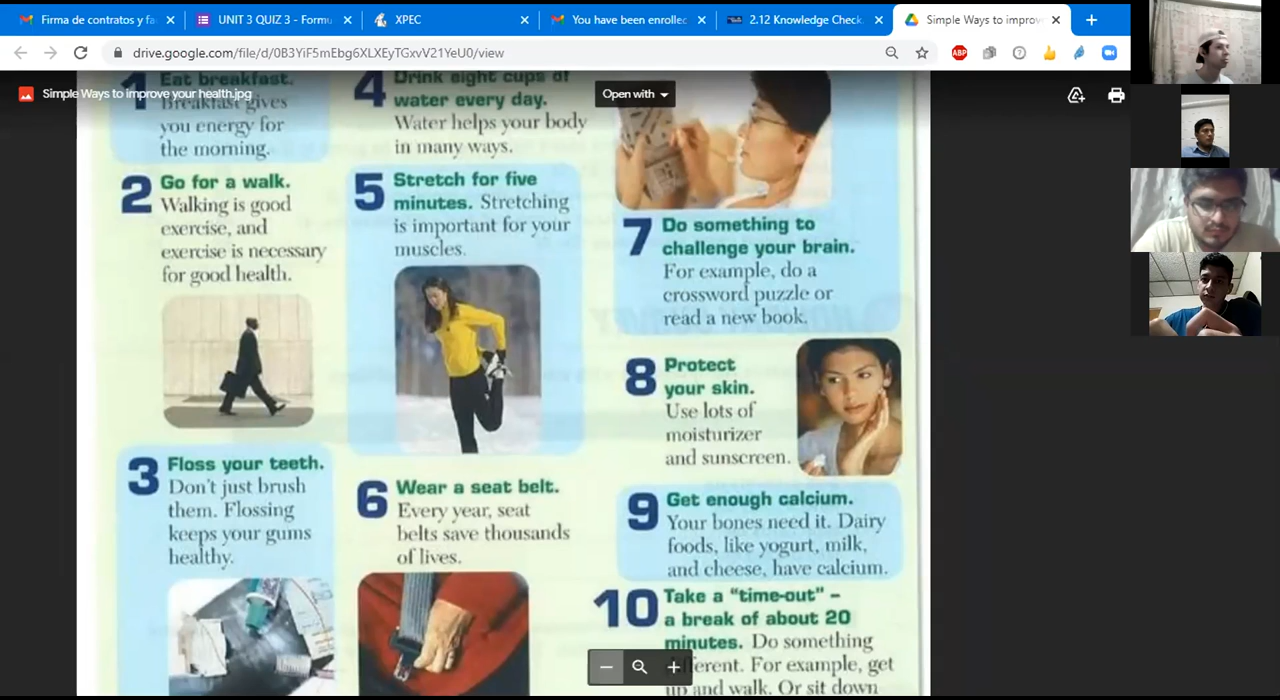 Firma de contratos y fa
UNIT 3 QUIZ 3 - Formu
XPEC
You have been enrolle
2.12 Knowledge Check
Simple Ways to improv
drive.google.com/file/d/0B3YiF5mEbg6XLXEyTGxvV21YeU0/view
ABP
Simple Ways to improve your health.jpg
Open with
1 Eat breakfast.
Breakfast gives
you energy for
the morning.
2 Go for a walk.
Walking is good
exercise, and
exercise is necessary
for good health.
3 Floss your teeth.
Don't just brush
them. Flossing
keeps your gums
healthy.
4 Drink eight cups of
water every day.
Water helps your body
in many ways.
5 Stretch for five
minutes. Stretching
is important for your
muscles.
6 Wear a seat belt.
Every year, seat
belts save thousands
of lives.
7 Do something to
challenge your brain.
For example, do a
crossword puzzle or
read a new book.
8 Protect
your skin.
Use lots of
moisturizer
and sunscreen.
9 Get enough calcium.
Your bones need it. Dairy
foods, like yogurt, milk,
and cheese, have calcium.
10 Take a "time-out" –
a break of about 20
minutes. Do something
fferent. For example, get
up and walk. Or sit down